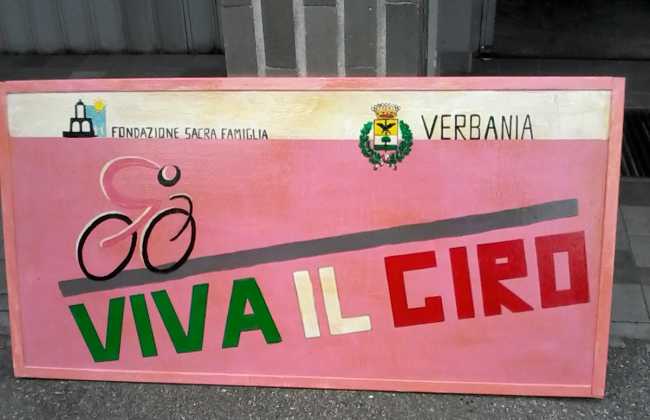 FONDAZIONE SACRA FAMIGLIA
VERBANIA
VIVA IL GIRO